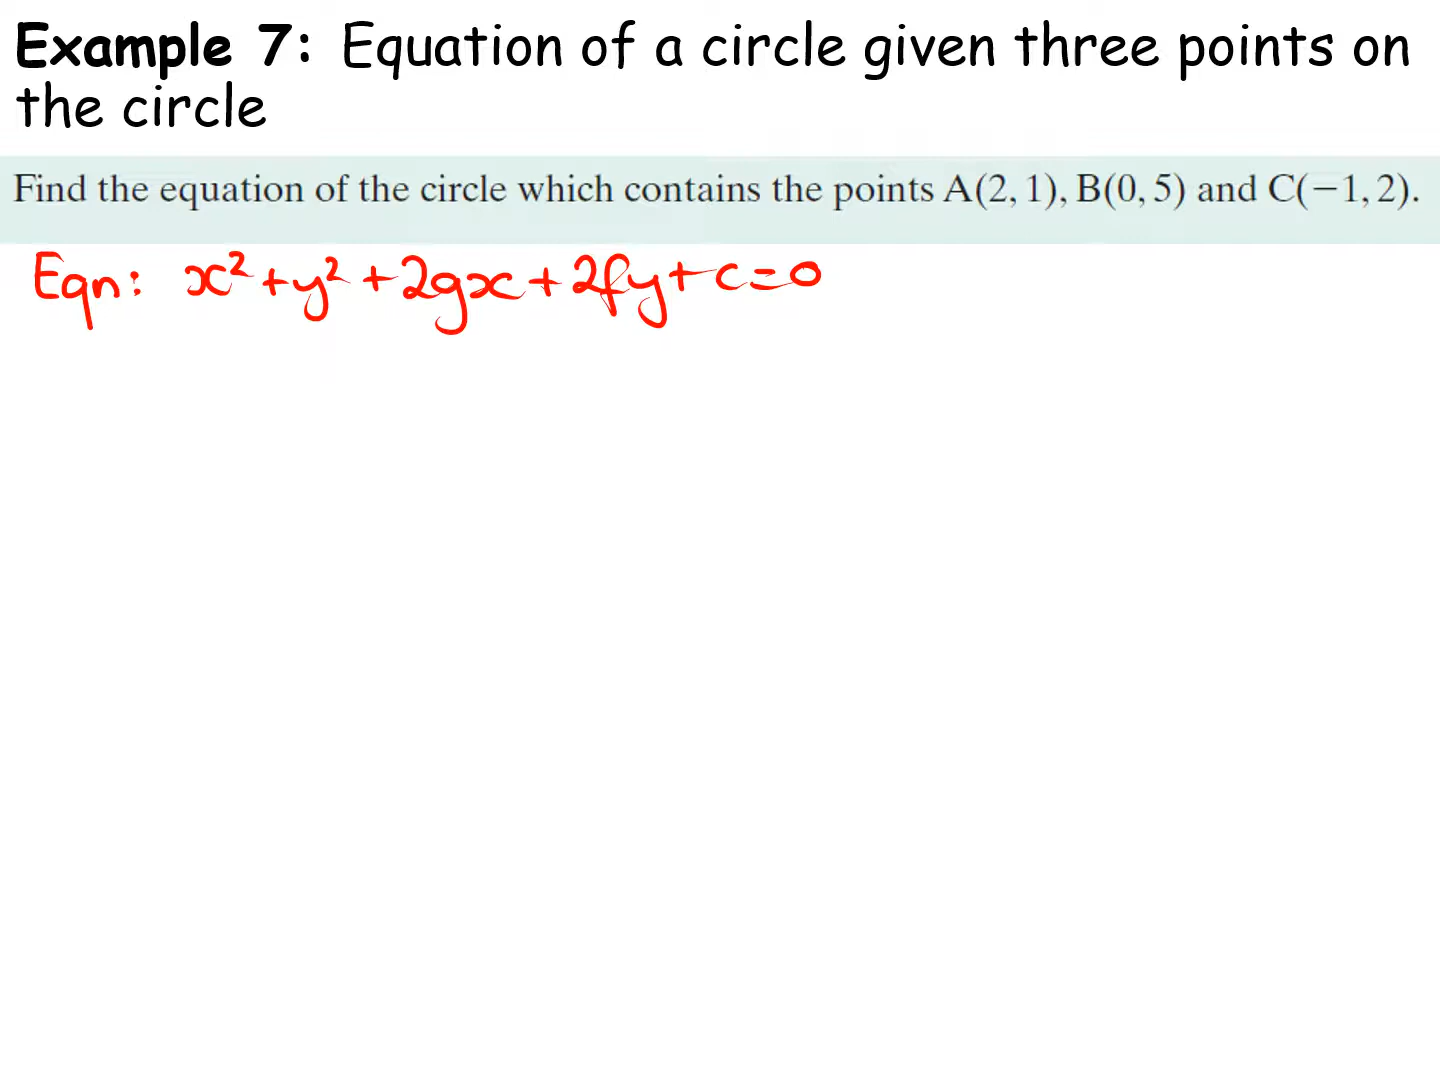 Example 7: Equation of a circle given three points on
the circle
Find the equation of the circle which contains the points A(2, 1), B(0, 5) and C(−1, 2).
Eqn: x² + y² + 2gx + 2fy + c = 0